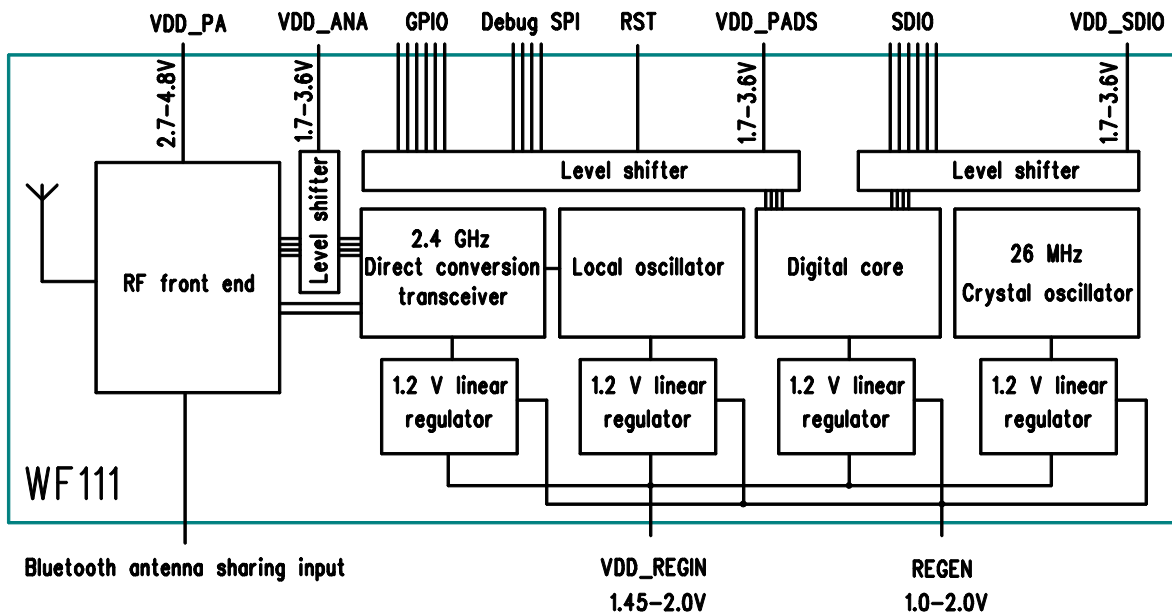 VDD_PA
VDD_ANA
GPIO
Debug SPI
RST
VDD_PADS
SDIO
VDD_SDIO
2.7-4.8V
1.7-3.6V
1.7-3.6V
1.7-3.6V
Level shifter
Level shifter
Level shifter
RF front end
2.4 GHz
Direct conversion
transceiver
Local oscillator
Digital core
26 MHz
Crystal oscillator
1.2 V linear
regulator
1.2 V linear
regulator
1.2 V linear
regulator
1.2 V linear
regulator
WF111
Bluetooth antenna sharing input
VDD_REGIN
1.45-2.0V
REGEN
1.0-2.0V